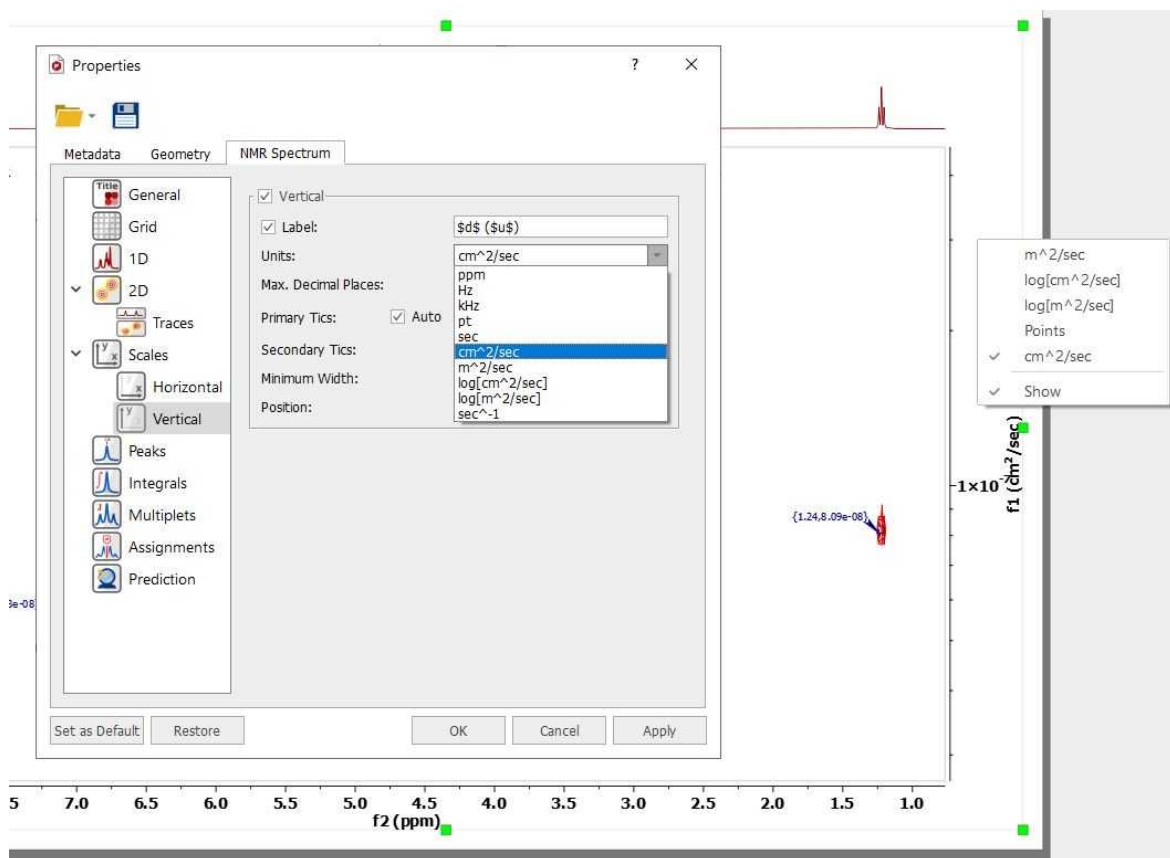 Properties
?
Metadata
Geometry
NMR Spectrum
Title
General
Grid
1D
2D
Traces
Scales
Horizontal
Vertical
Peaks
Integrals
Multiplets
Assignments
Prediction
Vertical
Label:
$d$ ($u$)
Units:
cm^2/sec
Max. Decimal Places:
Primary Tics:
Auto
Secondary Tics:
Minimum Width:
Position:
ppm
Hz
kHz
pt
sec
cm^2/sec
m^2/sec
log[cm^2/sec]
log[m^2/sec]
sec^-1
Set as Default
Restore
OK
Cancel
Apply
m^2/sec
log[cm^2/sec]
log[m^2/sec]
Points
cm^2/sec
Show
{1.24,8.09e-08}
f1 (cm²/sec)
5 7.0 6.5 6.0 5.5 5.0 4.5 4.0 3.5 3.0 2.5 2.0 1.5 1.0
f2 (ppm)